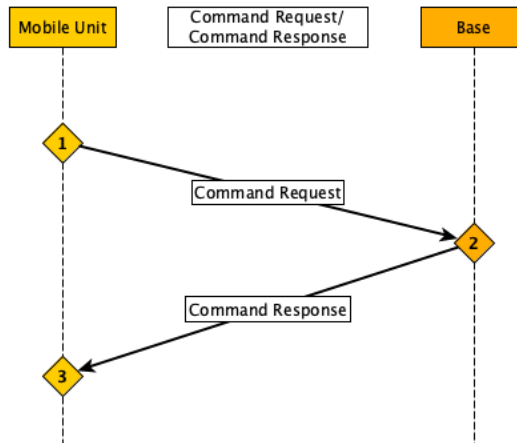 Mobile Unit
Command Request/
Command Response
Base
1
Command Request
2
Command Response
3